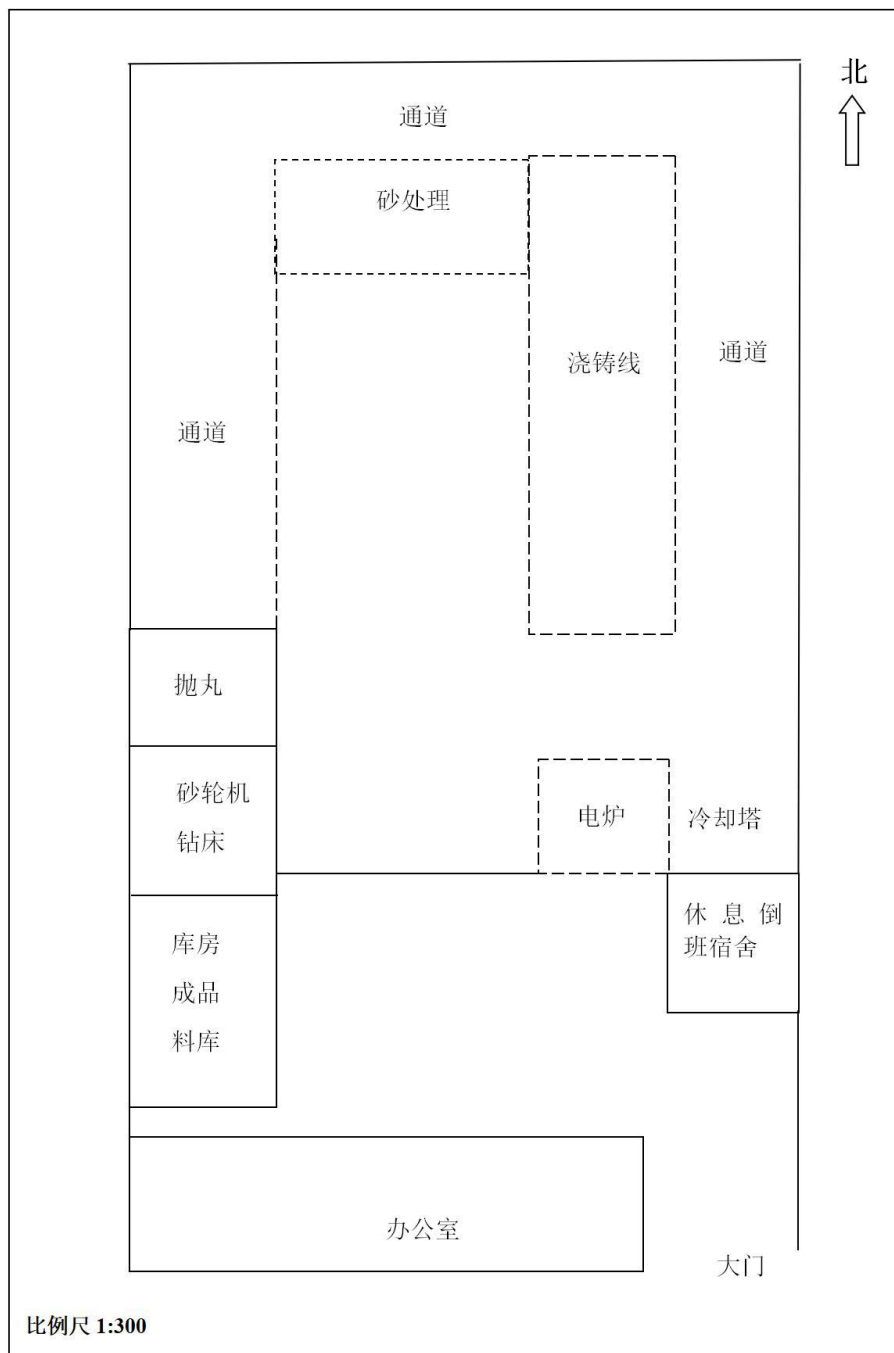 北
通道
砂处理
浇铸线
通道
通道
抛丸
砂轮机
钻床
电炉
冷却塔
休息倒
班宿舍
库房
成品
料库
办公室
大门
比例尺 1:300